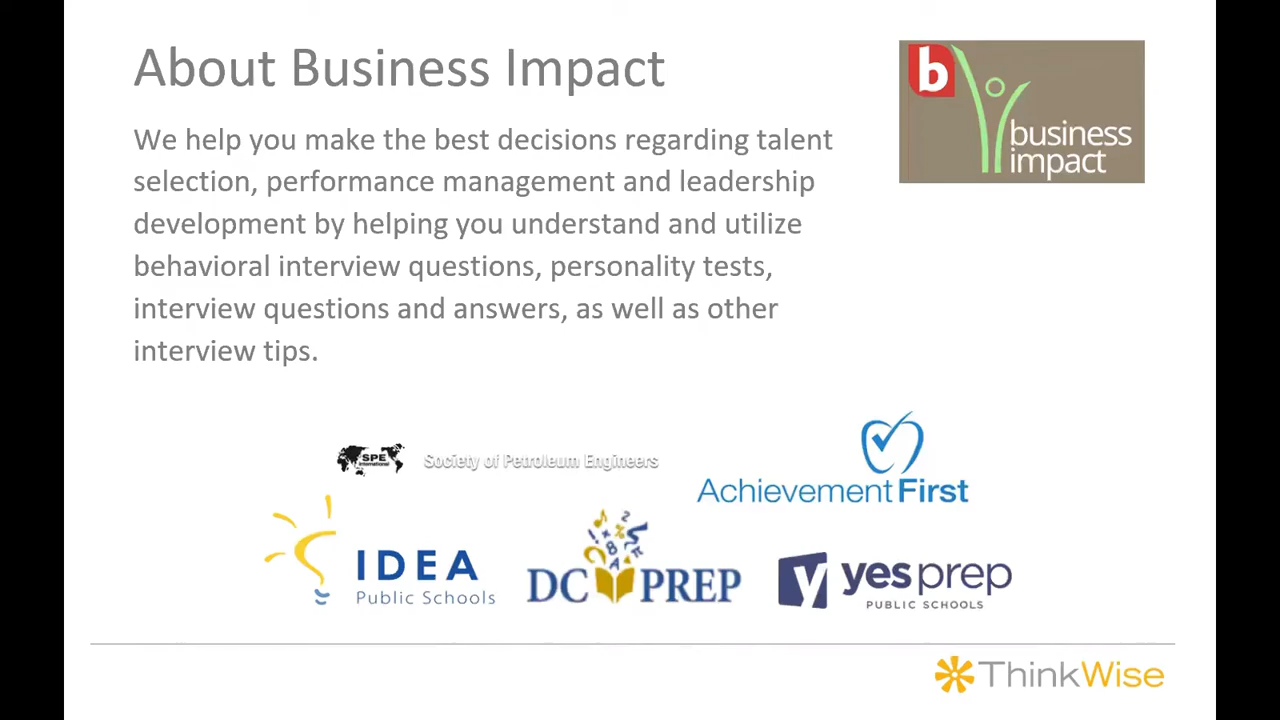 About Business Impact
b
business
impact
We help you make the best decisions regarding talent
selection, performance management and leadership
development by helping you understand and utilize
behavioral interview questions, personality tests,
interview questions and answers, as well as other
interview tips.
SPE
International
Society of Petroleum Engineers
AchievementFirst
IDEA
Public Schools
DC PREP
y yes prep
PUBLIC SCHOOLS
ThinkWise